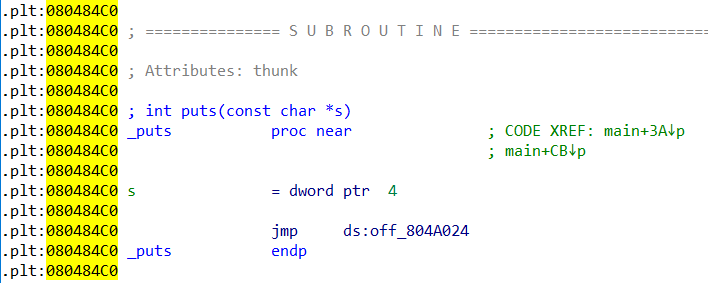 .plt:080484C0
.plt:080484C0 ; =============== S U B R O U T I N E ===========================
.plt:080484C0
.plt:080484C0 ; Attributes: thunk
.plt:080484C0
.plt:080484C0 ; int puts(const char *s)
.plt:080484C0 _puts           proc near               ; CODE XREF: main+3A↓p
.plt:080484C0                                         ; main+CB↓p
.plt:080484C0
.plt:080484C0 s               = dword ptr  4
.plt:080484C0
.plt:080484C0                 jmp     ds:off_804A024
.plt:080484C0 _puts           endp
.plt:080484C0